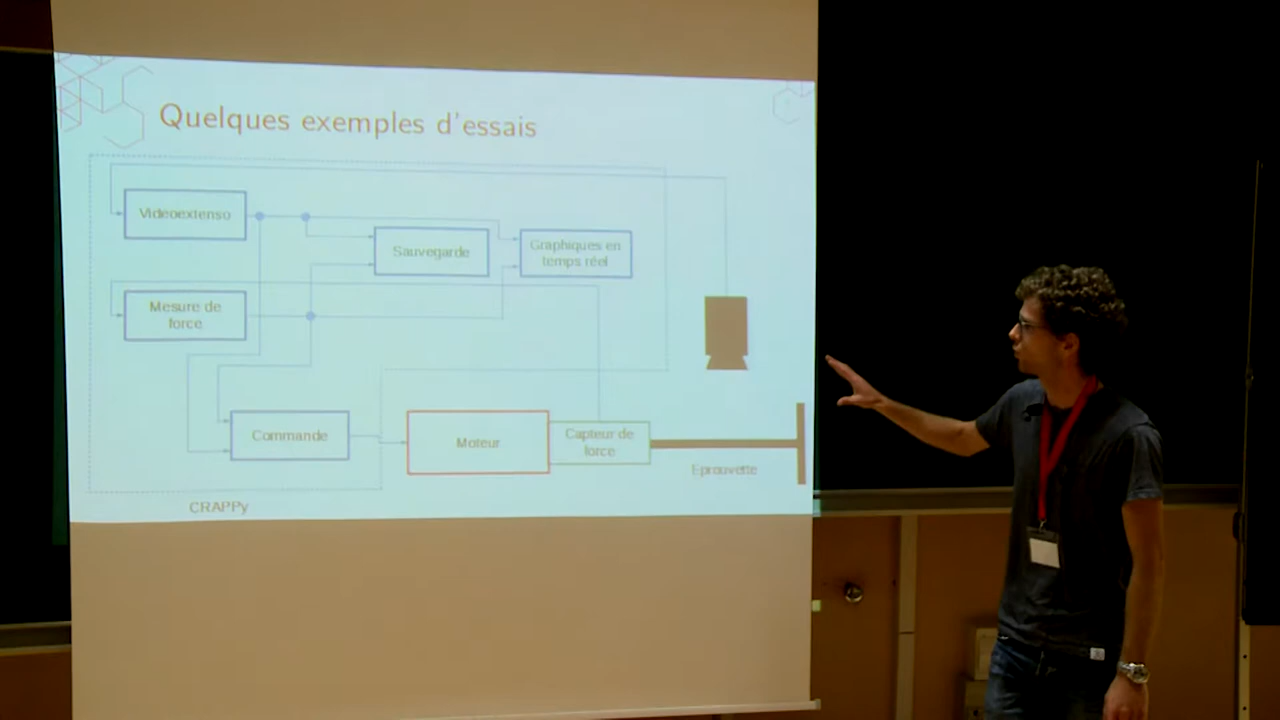 Quelques exemples d'essais
Videoextenso
Sauvegarde
Graphiques en
temps réel
Mesure de
force
Commande
Moteur
Capteur de
force
Eprouvette
CRAPPy